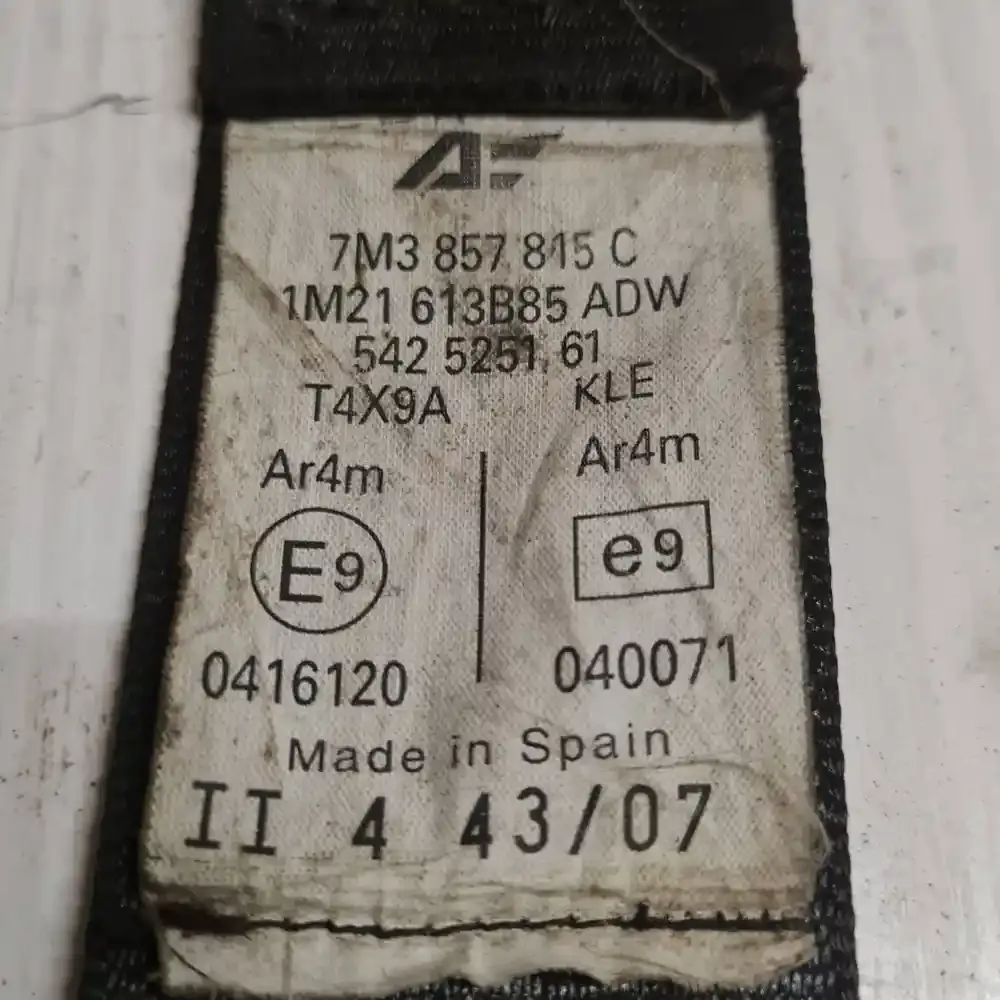 7M3 857 815 C
1M21 613B85 ADW
542 5251 61
T4X9A KLE
Ar4m Ar4m
E9 e9
0416120 040071
Made in Spain
II 4 43/07